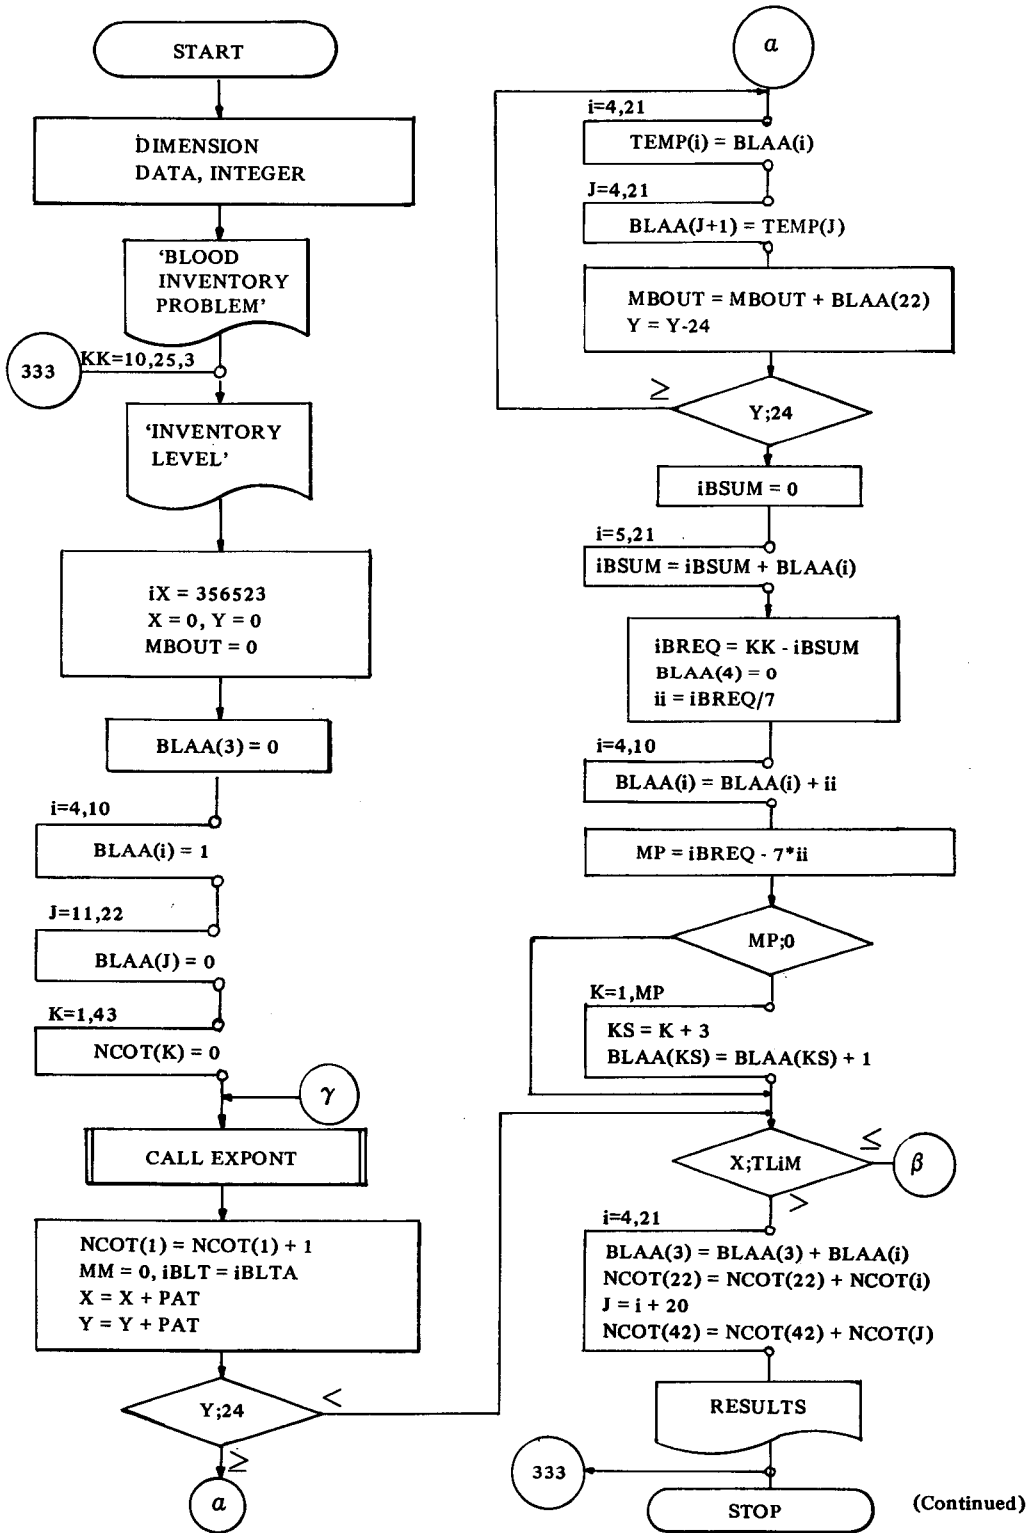 START
DIMENSION
DATA, INTEGER
‘BLOOD
INVENTORY
PROBLEM’
333
KK=10,25,3
‘INVENTORY
LEVEL’
iX = 356523
X = 0, Y = 0
MBOUT = 0
BLAA(3) = 0
i=4,10
BLAA(i) = 1
J=11,22
BLAA(J) = 0
K=1,43
NCOT(K) = 0
γ
CALL EXPONT
NCOT(1) = NCOT(1) + 1
MM = 0, iBLT = iBLTA
X = X + PAT
Y = Y + PAT
Y;24
<
≥
a
a
i=4,21
TEMP(i) = BLAA(i)
J=4,21
BLAA(J+1) = TEMP(J)
MBOUT = MBOUT + BLAA(22)
Y = Y-24
≥
Y;24
iBSUM = 0
i=5,21
iBSUM = iBSUM + BLAA(i)
iBREQ = KK - iBSUM
BLAA(4) = 0
ii = iBREQ/7
i=4,10
BLAA(i) = BLAA(i) + ii
MP = iBREQ - 7*ii
MP;0
K=1,MP
KS = K + 3
BLAA(KS) = BLAA(KS) + 1
X;TLiM
≤
β
>
i=4,21
BLAA(3) = BLAA(3) + BLAA(i)
NCOT(22) = NCOT(22) + NCOT(i)
J = i + 20
NCOT(42) = NCOT(42) + NCOT(J)
RESULTS
333
STOP
(Continued)